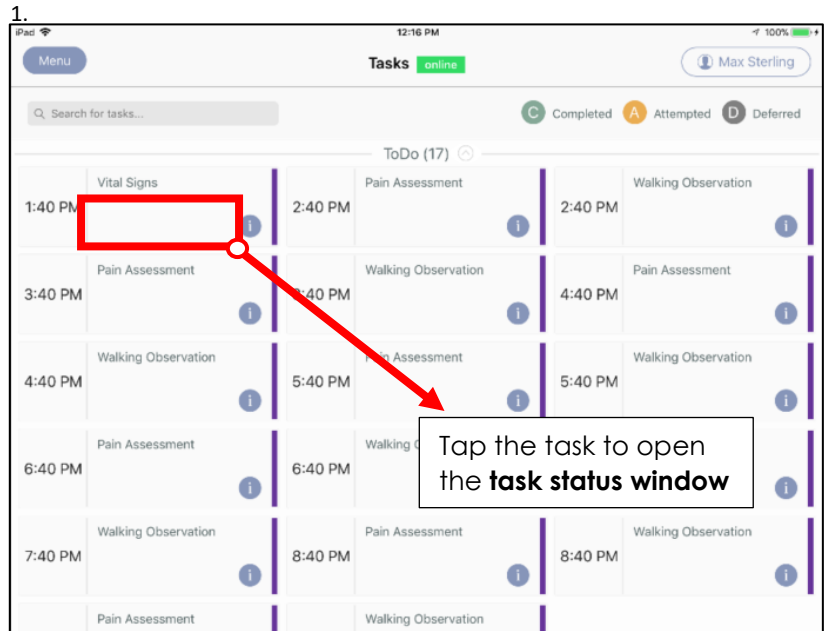 1.
iPad 12:16 PM 100%
Menu Tasks online Max Sterling
Search for tasks... C Completed A Attempted D Deferred
ToDo (17)
1:40 PM Vital Signs i
2:40 PM Pain Assessment i
2:40 PM Walking Observation i
3:40 PM Pain Assessment i
:40 PM Walking Observation i
4:40 PM Pain Assessment i
4:40 PM Walking Observation i
5:40 PM Pain Assessment i
5:40 PM Walking Observation i
6:40 PM Pain Assessment i
6:40 PM Walking
i
Tap the task to open
the task status window
7:40 PM Walking Observation i
8:40 PM Pain Assessment i
8:40 PM Walking Observation i
Pain Assessment
Walking Observation